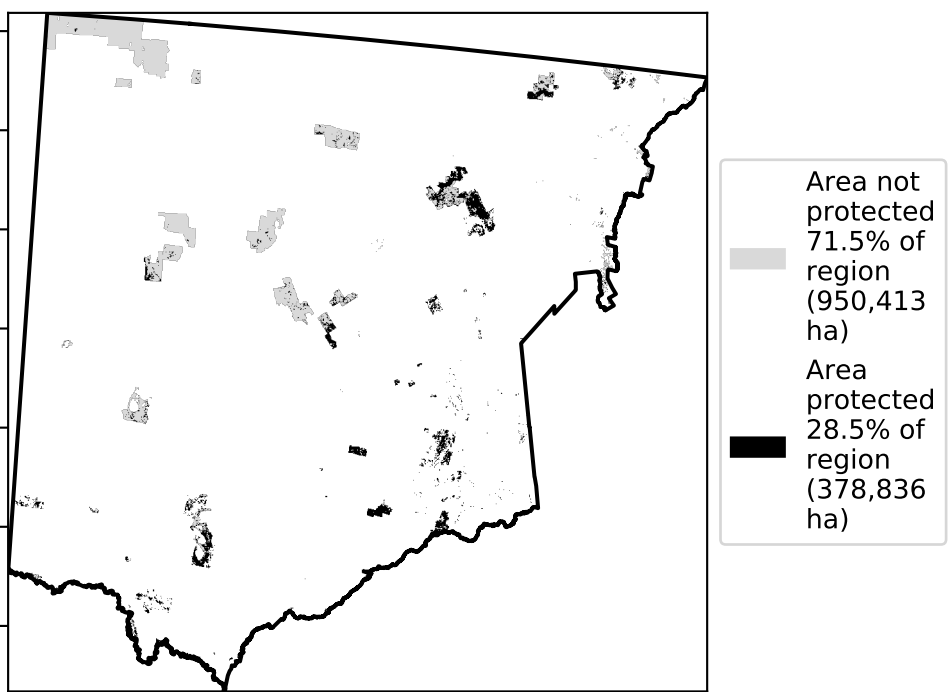 Area not
protected
71.5% of
region
(950,413
ha)
Area
protected
28.5% of
region
(378,836
ha)